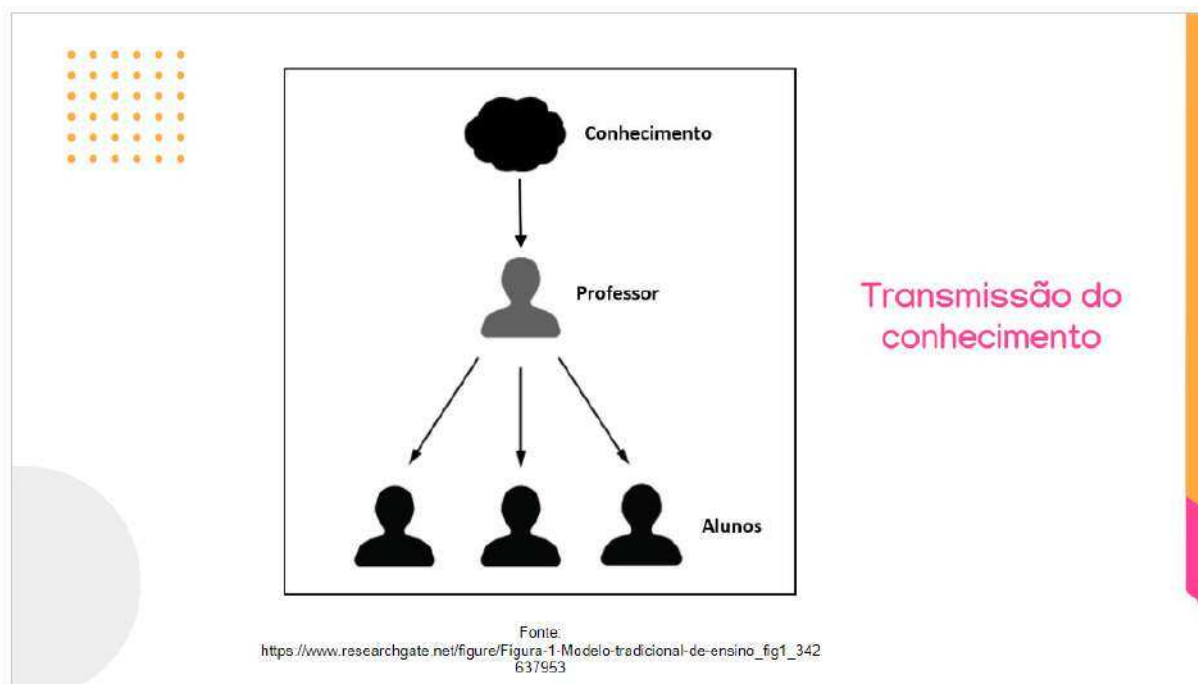 Conhecimento
Professor
Transmissão do
conhecimento
Alunos
Fonte:
https://www.researchgate.net/figure/Figura-1-Modelo-tradicional-de-ensino_fig1_342
637953